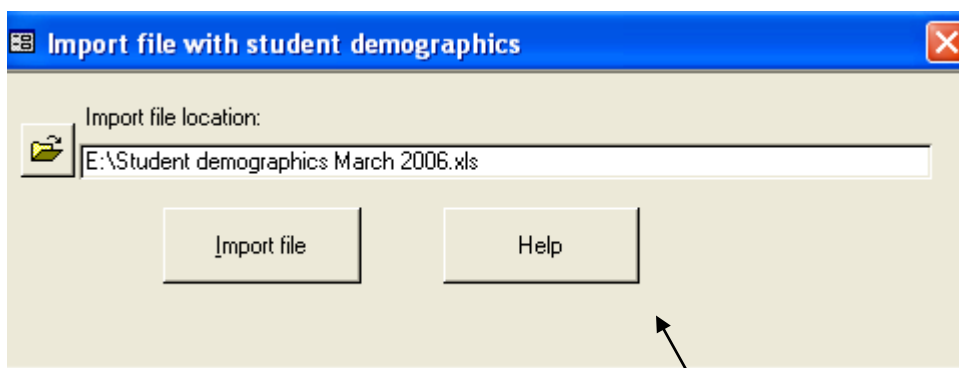 Import file with student demographics
Import file location:
E:\Student demographics March 2006.xls
Import file Help